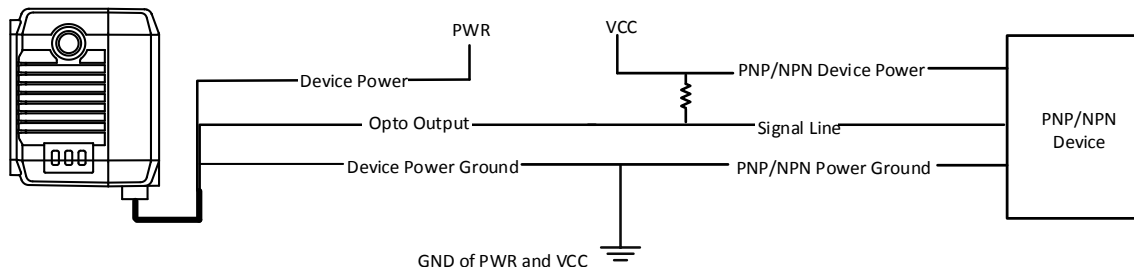 PWR
VCC
Device Power
PNP/NPN Device Power
Opto Output
Signal Line
PNP/NPN
Device
Device Power Ground
PNP/NPN Power Ground
GND of PWR and VCC